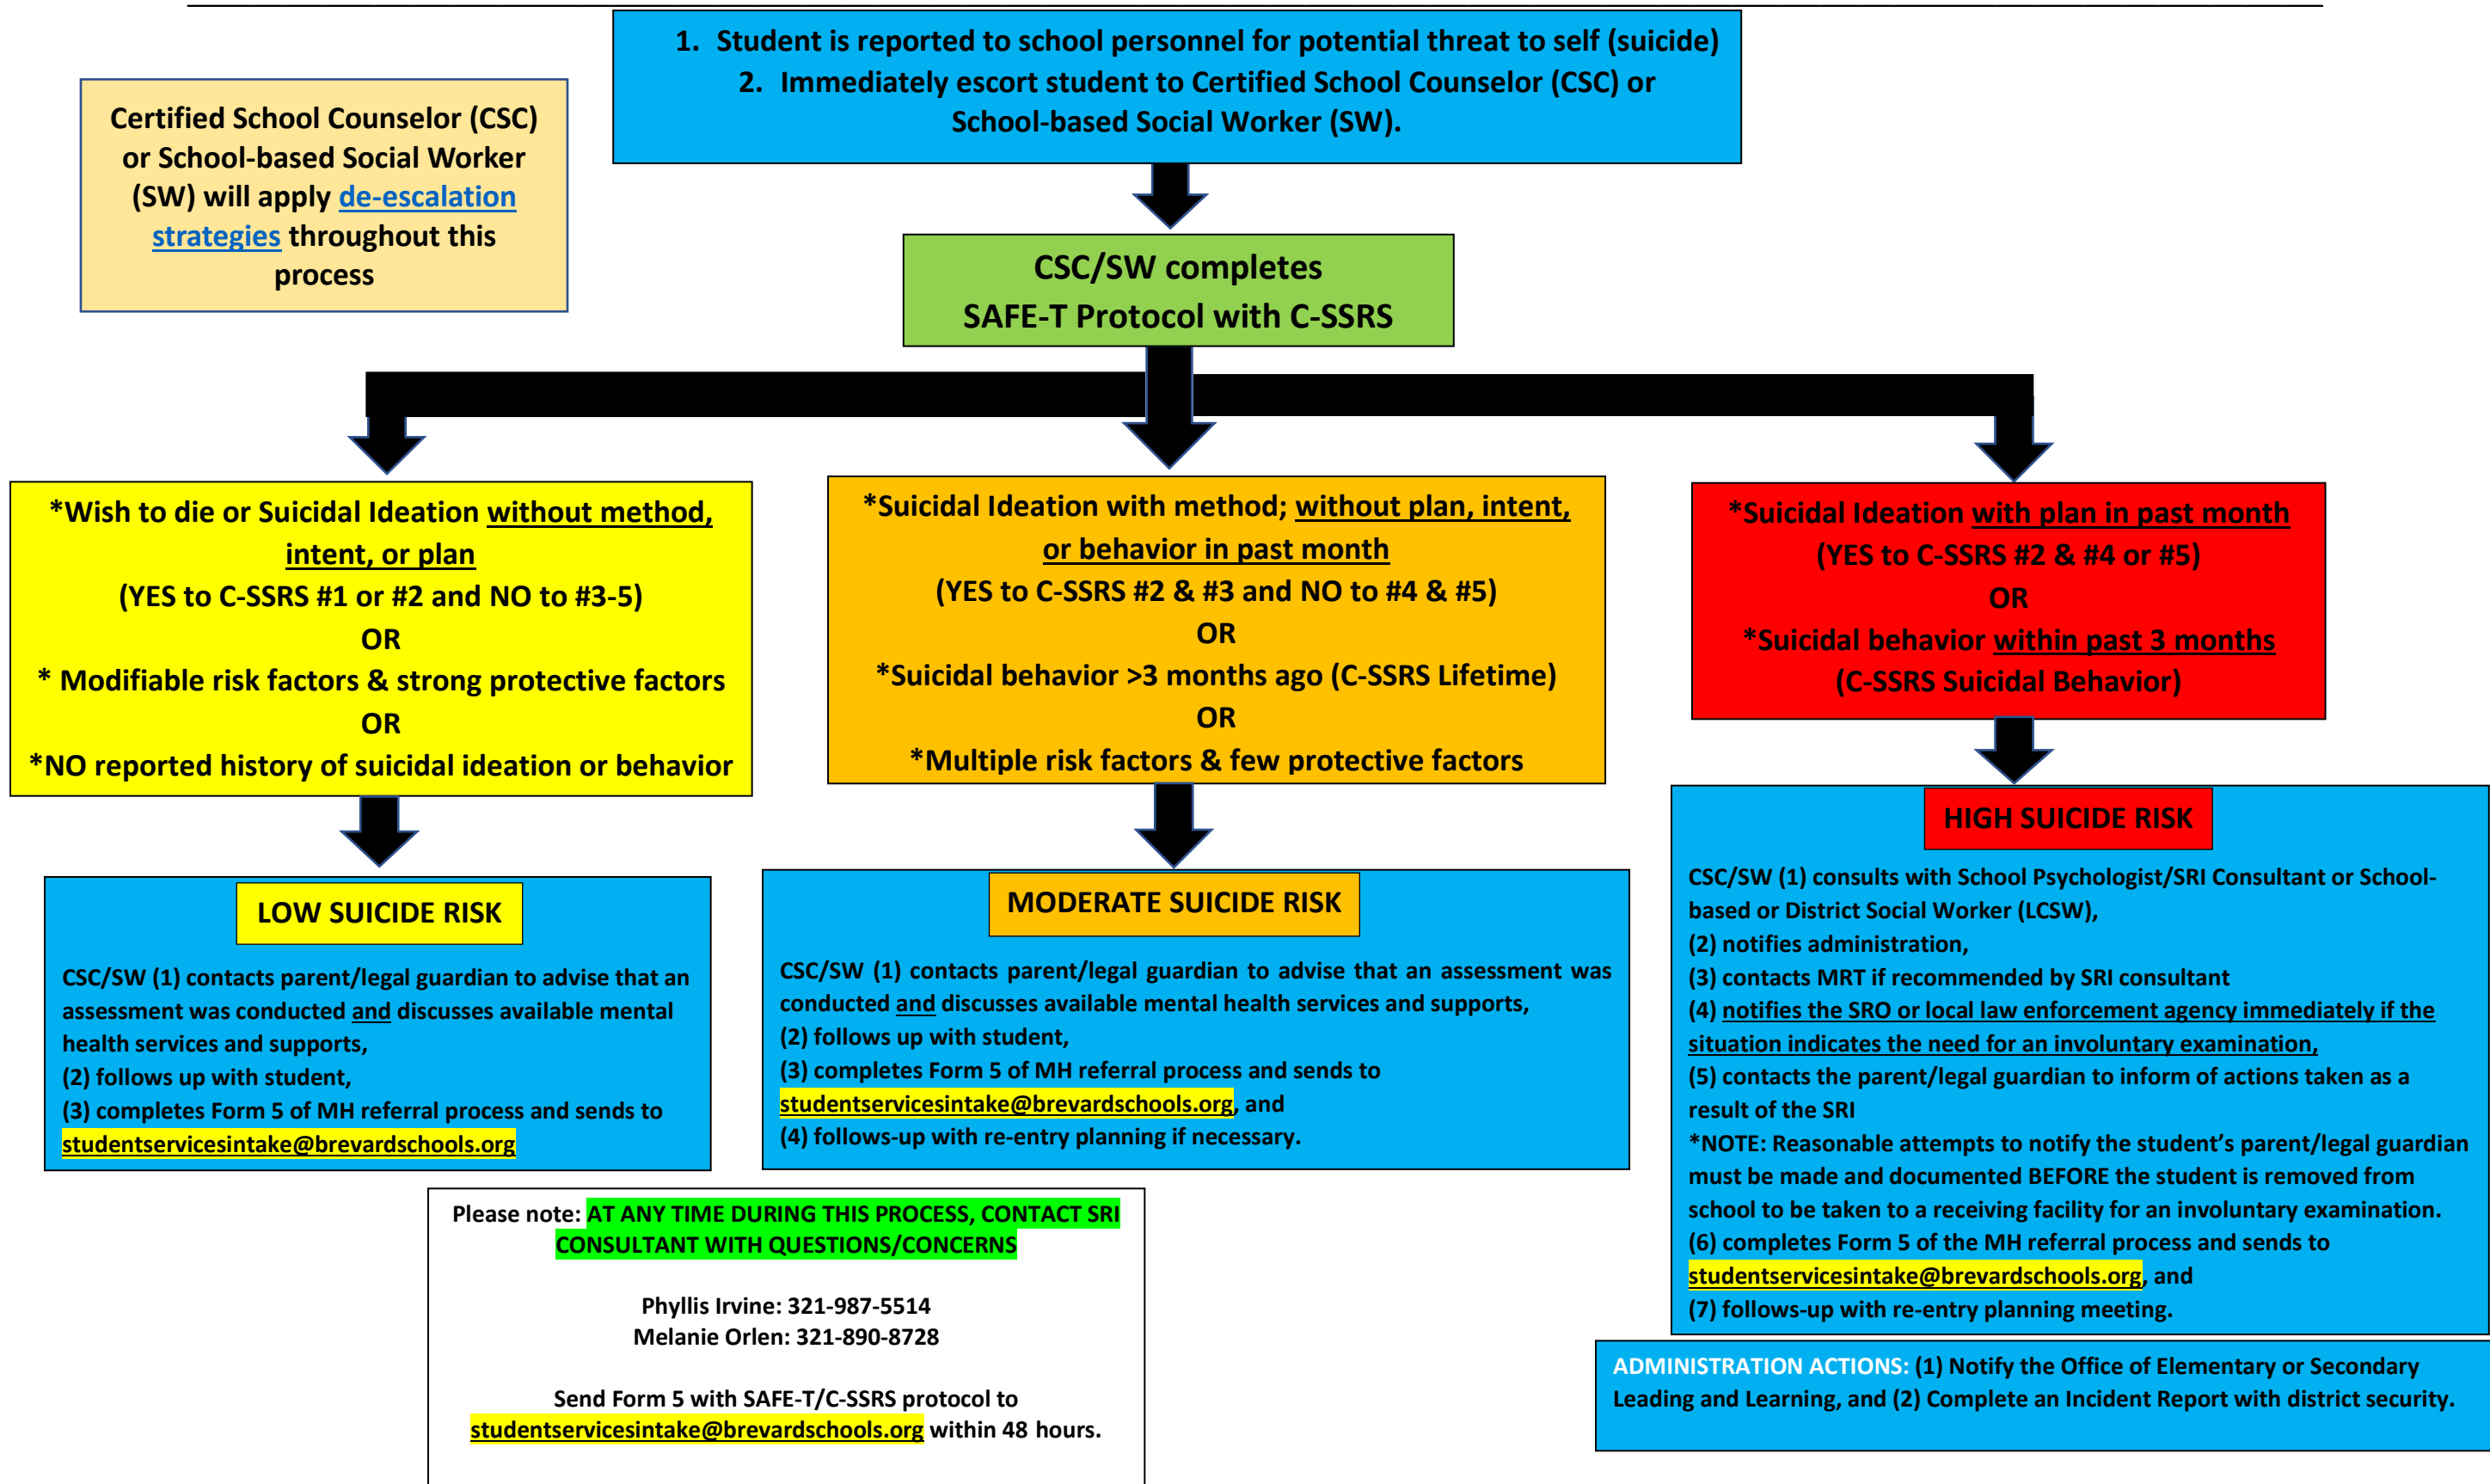 1. Student is reported to school personnel for potential threat to self (suicide)
2. Immediately escort student to Certified School Counselor (CSC) or
School-based Social Worker (SW).
Certified School Counselor (CSC)
or School-based Social Worker
(SW) will apply de-escalation
strategies throughout this
process
CSC/SW completes
SAFE-T Protocol with C-SSRS
*Wish to die or Suicidal Ideation without method,
intent, or plan
(YES to C-SSRS #1 or #2 and NO to #3-5)
OR
* Modifiable risk factors & strong protective factors
OR
*NO reported history of suicidal ideation or behavior
*Suicidal Ideation with method; without plan, intent,
or behavior in past month
(YES to C-SSRS #2 & #3 and NO to #4 & #5)
OR
*Suicidal behavior >3 months ago (C-SSRS Lifetime)
OR
*Multiple risk factors & few protective factors
*Suicidal Ideation with plan in past month
(YES to C-SSRS #2 & #4 or #5)
OR
*Suicidal behavior within past 3 months
(C-SSRS Suicidal Behavior)
LOW SUICIDE RISK
CSC/SW (1) contacts parent/legal guardian to advise that an
assessment was conducted and discusses available mental
health services and supports,
(2) follows up with student,
(3) completes Form 5 of MH referral process and sends to
studentservicesintake@brevardschools.org
MODERATE SUICIDE RISK
CSC/SW (1) contacts parent/legal guardian to advise that an assessment was
conducted and discusses available mental health services and supports,
(2) follows up with student,
(3) completes Form 5 of MH referral process and sends to
studentservicesintake@brevardschools.org, and
(4) follows-up with re-entry planning if necessary.
HIGH SUICIDE RISK
CSC/SW (1) consults with School Psychologist/SRI Consultant or School-
based or District Social Worker (LCSW),
(2) notifies administration,
(3) contacts MRT if recommended by SRI consultant
(4) notifies the SRO or local law enforcement agency immediately if the
situation indicates the need for an involuntary examination,
(5) contacts the parent/legal guardian to inform of actions taken as a
result of the SRI
*NOTE: Reasonable attempts to notify the student's parent/legal guardian
must be made and documented BEFORE the student is removed from
school to be taken to a receiving facility for an involuntary examination.
(6) completes Form 5 of the MH referral process and sends to
studentservicesintake@brevardschools.org, and
(7) follows-up with re-entry planning meeting.
Please note: AT ANY TIME DURING THIS PROCESS, CONTACT SRI
CONSULTANT WITH QUESTIONS/CONCERNS
Phyllis Irvine: 321-987-5514
Melanie Orlen: 321-890-8728
Send Form 5 with SAFE-T/C-SSRS protocol to
studentservicesintake@brevardschools.org within 48 hours.
ADMINISTRATION ACTIONS: (1) Notify the Office of Elementary or Secondary
Leading and Learning, and (2) Complete an Incident Report with district security.